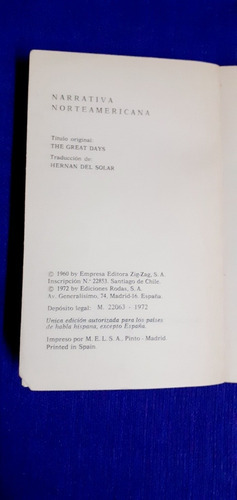 NARRATIVA
NORTEAMERICANA
Título original:
THE GREAT DAYS
Traducción de:
HERNAN DEL SOLAR
© 1960 by Empresa Editora Zig-Zag, S. A.
Inscripción N.º 22853. Santiago de Chile.
© 1972 by Ediciones Rodas, S. A.
Av. Generalísimo, 74, Madrid-16. España.
Depósito legal: M. 22063 - 1972
Unica edición autorizada para los países
de habla hispana, excepto España.
Impreso por M. E. L. S. A., Pinto - Madrid
Printed in Spain